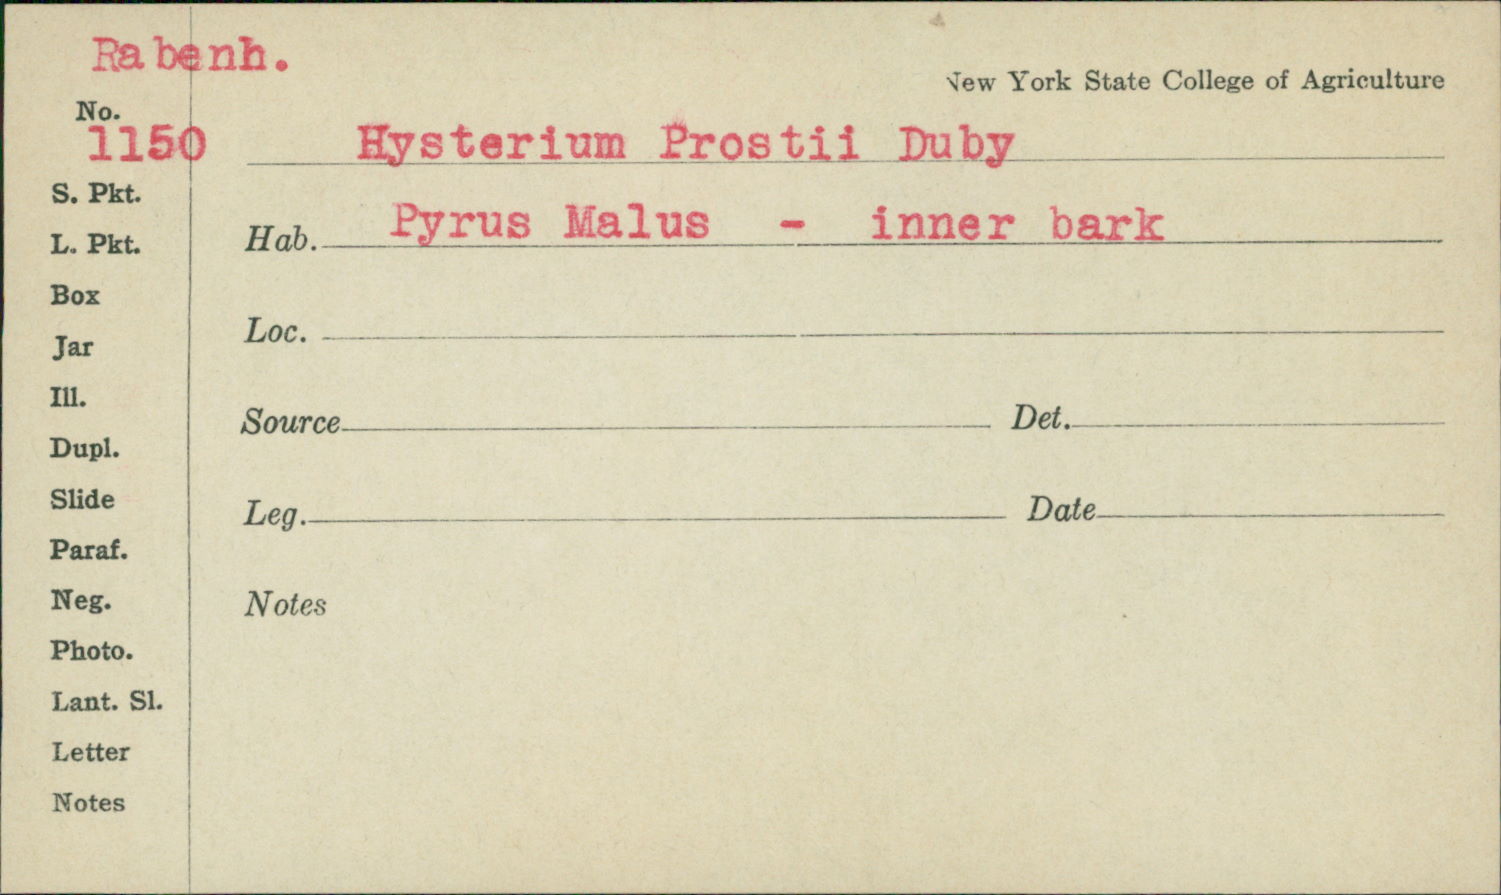 Rabenh.
New York State College of Agriculture
No.
1150 Hysterium Prostii Duby
S. Pkt.
Hab. Pyrus Malus - inner bark
L. Pkt.
Box
Loc.
Jar
Ill.
Source Det.
Dupl.
Slide
Leg. Date
Paraf.
Neg.
Notes
Photo.
Lant. Sl.
Letter
Notes